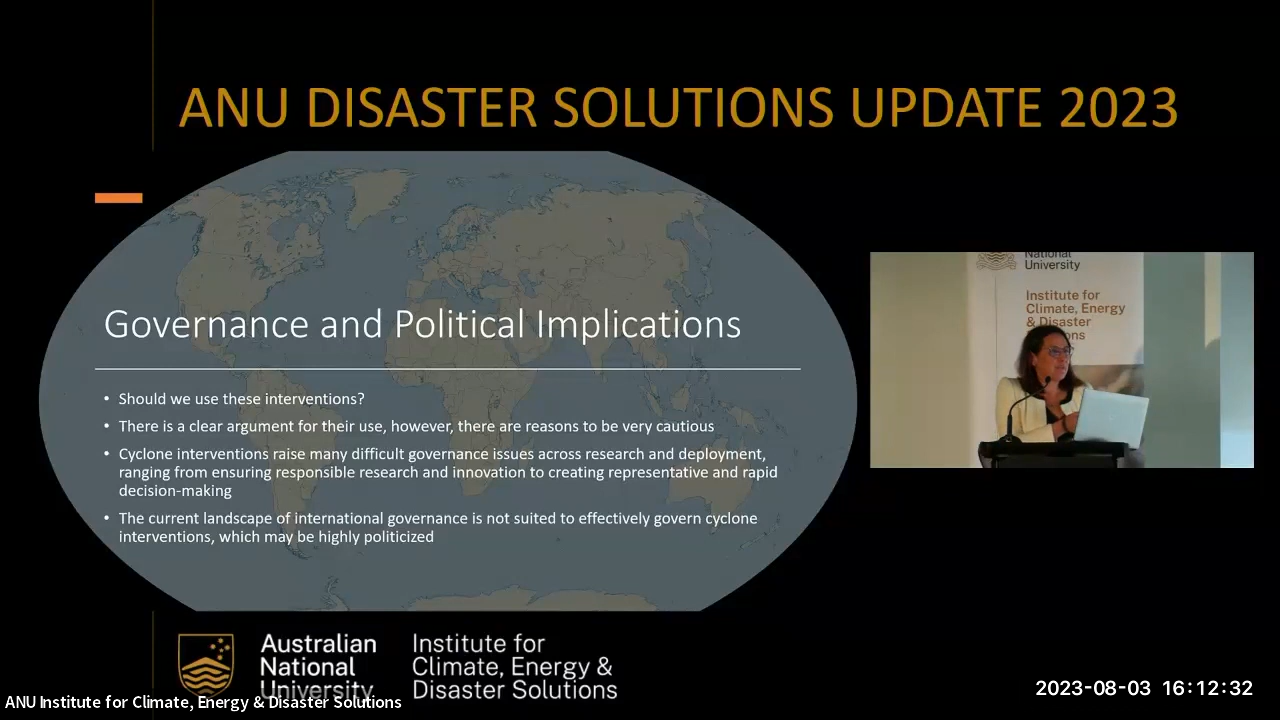 ANU DISASTER SOLUTIONS UPDATE 2023
Governance and Political Implications
• Should we use these interventions?
• There is a clear argument for their use, however, there are reasons to be very cautious
• Cyclone interventions raise many difficult governance issues across research and deployment,
ranging from ensuring responsible research and innovation to creating representative and rapid
decision-making
• The current landscape of international governance is not suited to effectively govern cyclone
interventions, which may be highly politicized
National
University
Institute for
Climate, Energy
& Disaster
Australian
National
University
Institute for
Climate, Energy &
Disaster Solutions
ANU Institute for Climate, Energy & Disaster Solutions
2023-08-03 16:12:32